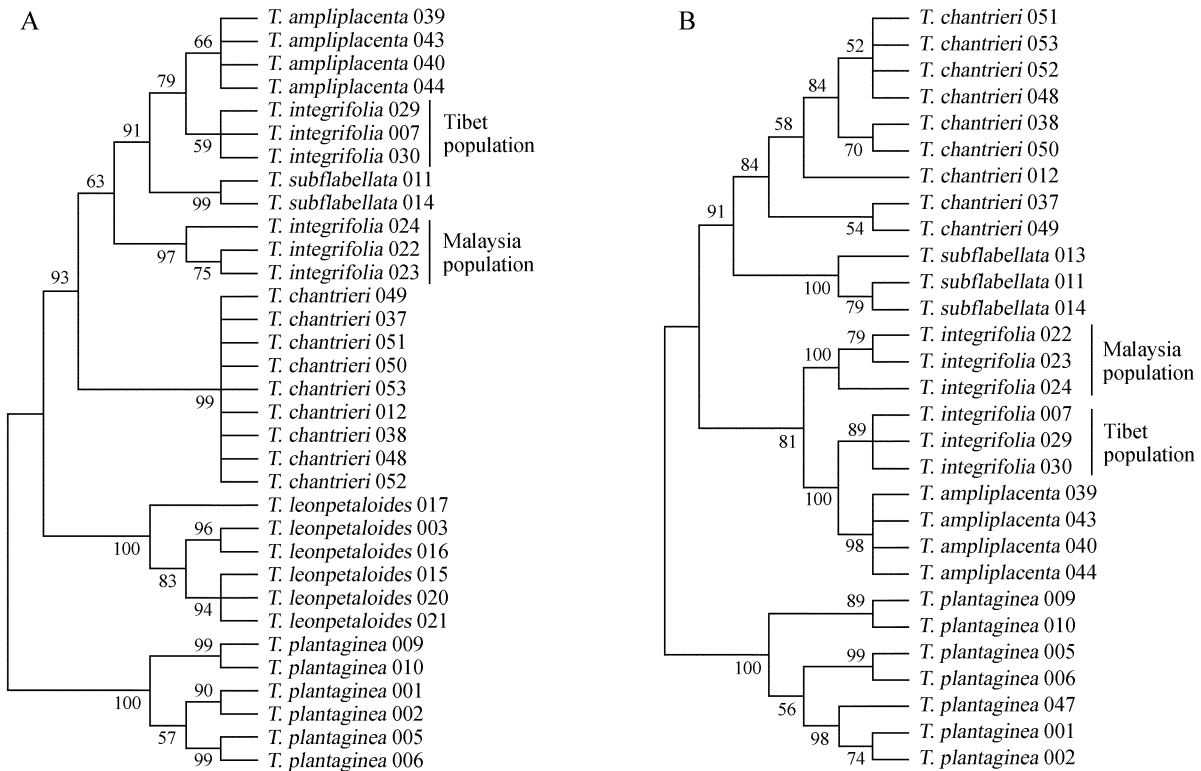 A
66
T. ampliplacenta 039
T. ampliplacenta 043
T. ampliplacenta 040
T. ampliplacenta 044
79
T. integrifolia 029
T. integrifolia 007
T. integrifolia 030
59
Tibet
population
91
T. subflabellata 011
T. subflabellata 014
99
63
T. integrifolia 024
T. integrifolia 022
T. integrifolia 023
97
75
Malaysia
population
93
T. chantrieri 049
T. chantrieri 037
T. chantrieri 051
T. chantrieri 050
T. chantrieri 053
T. chantrieri 012
T. chantrieri 038
T. chantrieri 048
T. chantrieri 052
99
T. leonpetaloides 017
T. leonpetaloides 003
T. leonpetaloides 016
T. leonpetaloides 015
T. leonpetaloides 020
T. leonpetaloides 021
96
100
83
94
T. plantaginea 009
T. plantaginea 010
T. plantaginea 001
T. plantaginea 002
T. plantaginea 005
T. plantaginea 006
99
100
90
57
99
B
T. chantrieri 051
T. chantrieri 053
T. chantrieri 052
T. chantrieri 048
T. chantrieri 038
T. chantrieri 050
T. chantrieri 012
T. chantrieri 037
T. chantrieri 049
52
84
70
58
84
54
91
T. subflabellata 013
T. subflabellata 011
T. subflabellata 014
100
79
T. integrifolia 022
T. integrifolia 023
T. integrifolia 024
79
100
Malaysia
population
81
T. integrifolia 007
T. integrifolia 029
T. integrifolia 030
89
Tibet
population
100
T. ampliplacenta 039
T. ampliplacenta 043
T. ampliplacenta 040
T. ampliplacenta 044
98
T. plantaginea 009
T. plantaginea 010
T. plantaginea 005
T. plantaginea 006
T. plantaginea 047
T. plantaginea 001
T. plantaginea 002
89
100
99
56
98
74